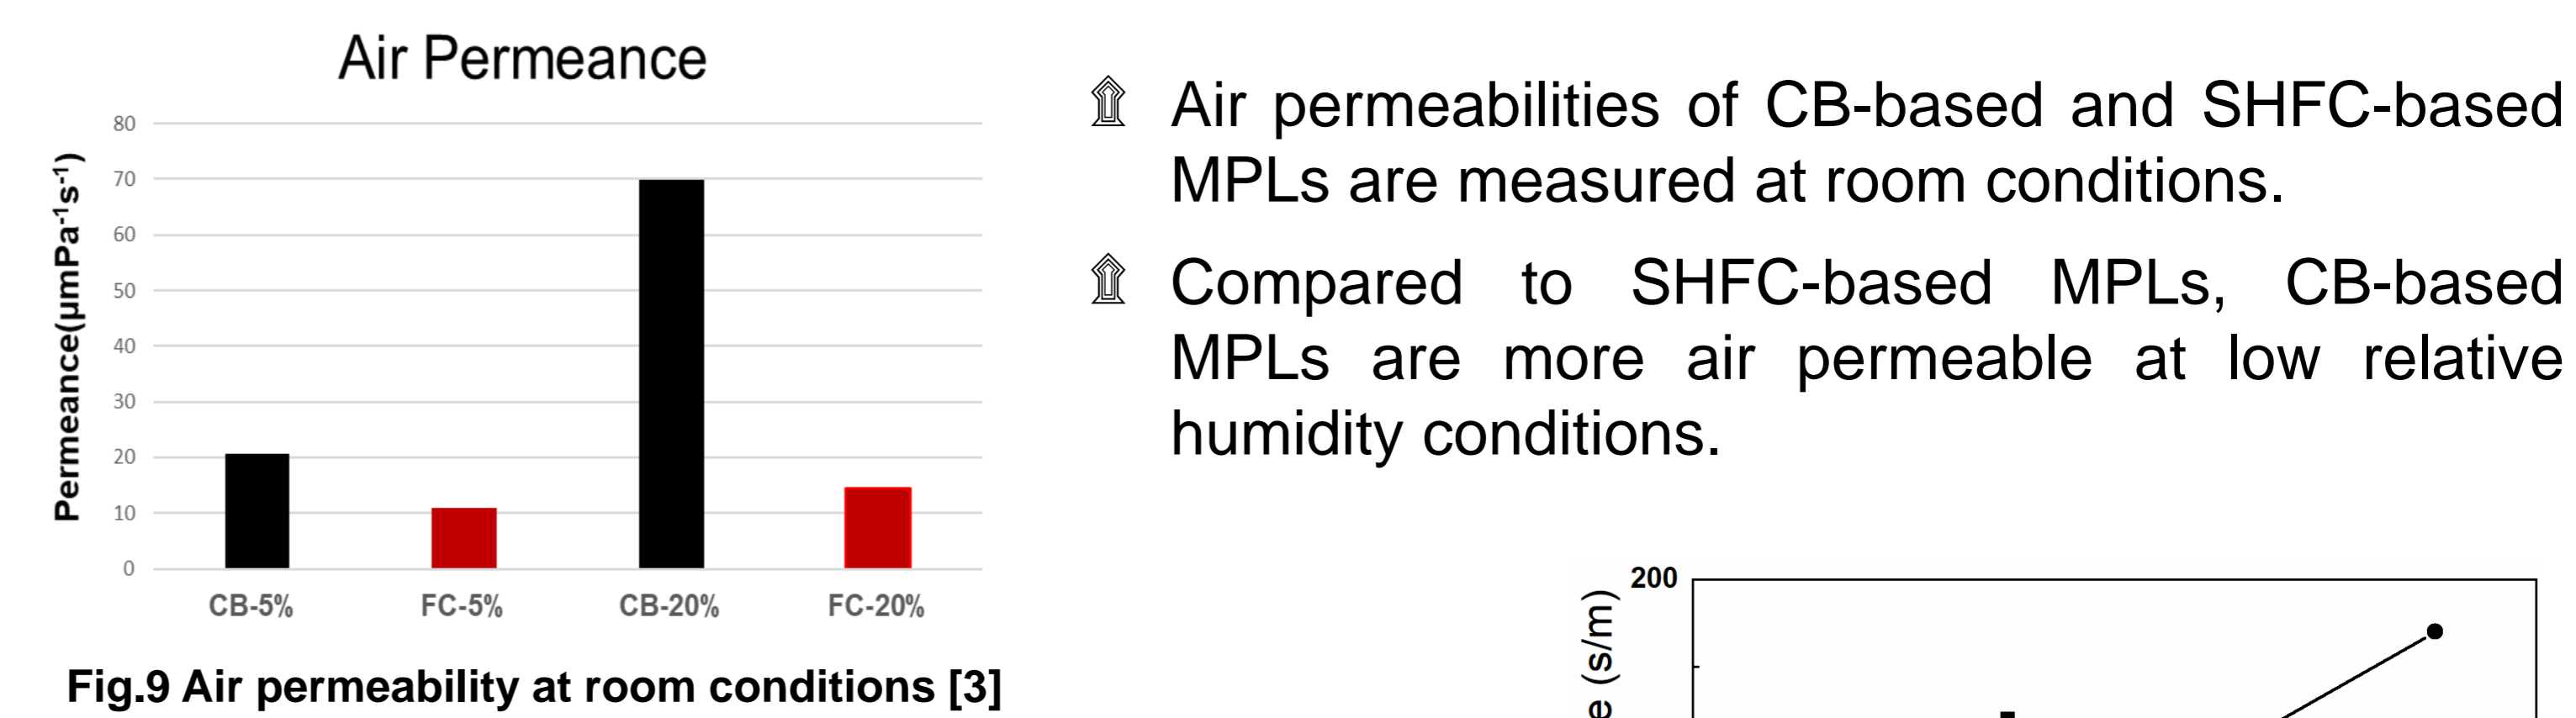 Air Permeance
80
70
60
50
40
30
20
10
0
Permeance(µmPa⁻¹s⁻¹)
CB-5% FC-5% CB-20% FC-20%
Fig.9 Air permeability at room conditions [3]
Air permeabilities of CB-based and SHFC-based
MPLs are measured at room conditions.
Compared to SHFC-based MPLs, CB-based
MPLs are more air permeable at low relative
humidity conditions.
200
(s/m)